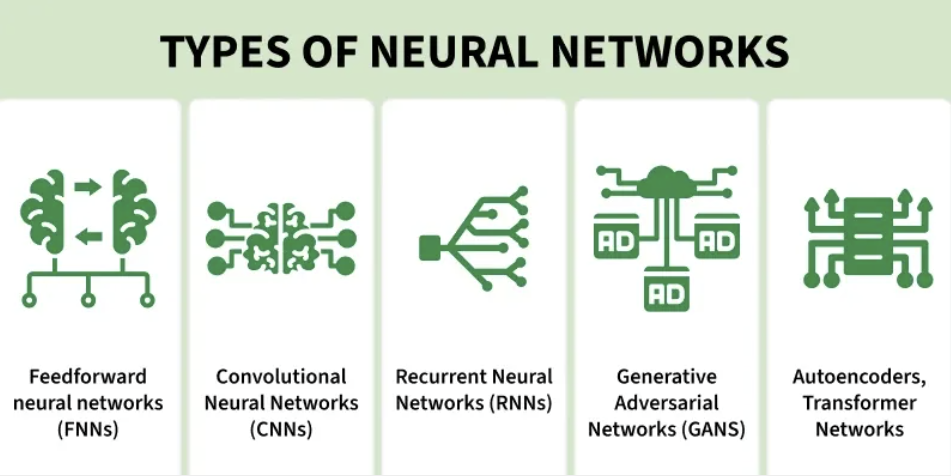 TYPES OF NEURAL NETWORKS
AD
AD
AD
Feedforward
neural networks
(FNNs)
Convolutional
Neural Networks
(CNNs)
Recurrent Neural
Networks (RNNs)
Generative
Adversarial
Networks (GANS)
Autoencoders,
Transformer
Networks